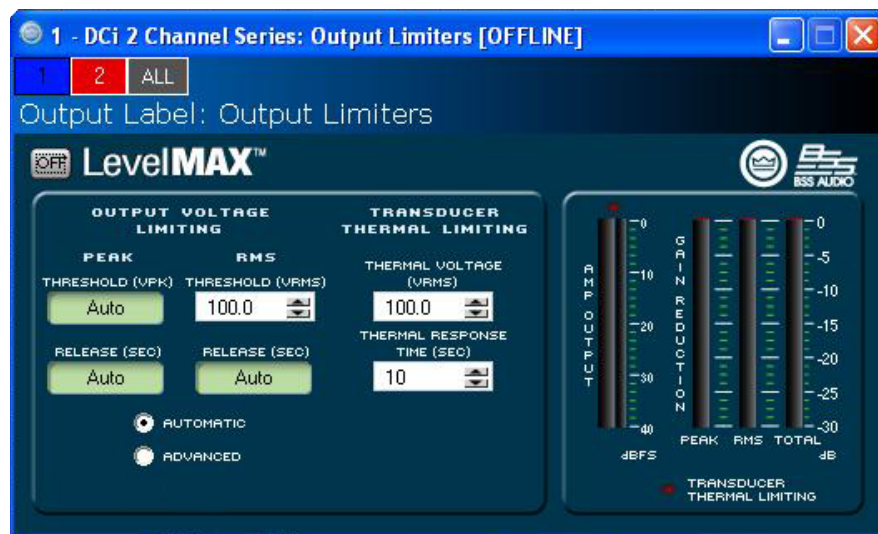 1 - DCi 2 Channel Series: Output Limiters [OFFLINE]
1 2 ALL
Output Label: Output Limiters
OFF LevelMAX™
BSS AUDIO
OUTPUT VOLTAGE
LIMITING
PEAK RMS
THRESHOLD (VPK) THRESHOLD (VRMS)
Auto 100.0
RELEASE (SEC) RELEASE (SEC)
Auto Auto
AUTOMATIC
ADVANCED
TRANSDUCER
THERMAL LIMITING
THERMAL VOLTAGE
(VRMS)
100.0
THERMAL RESPONSE
TIME (SEC)
10
AMP OUTPUT
0
-10
-20
-30
-40
dBFS
GAIN REDUCTION
0
-5
-10
-15
-20
-25
-30
PEAK RMS TOTAL
dB
TRANSDUCER
THERMAL LIMITING